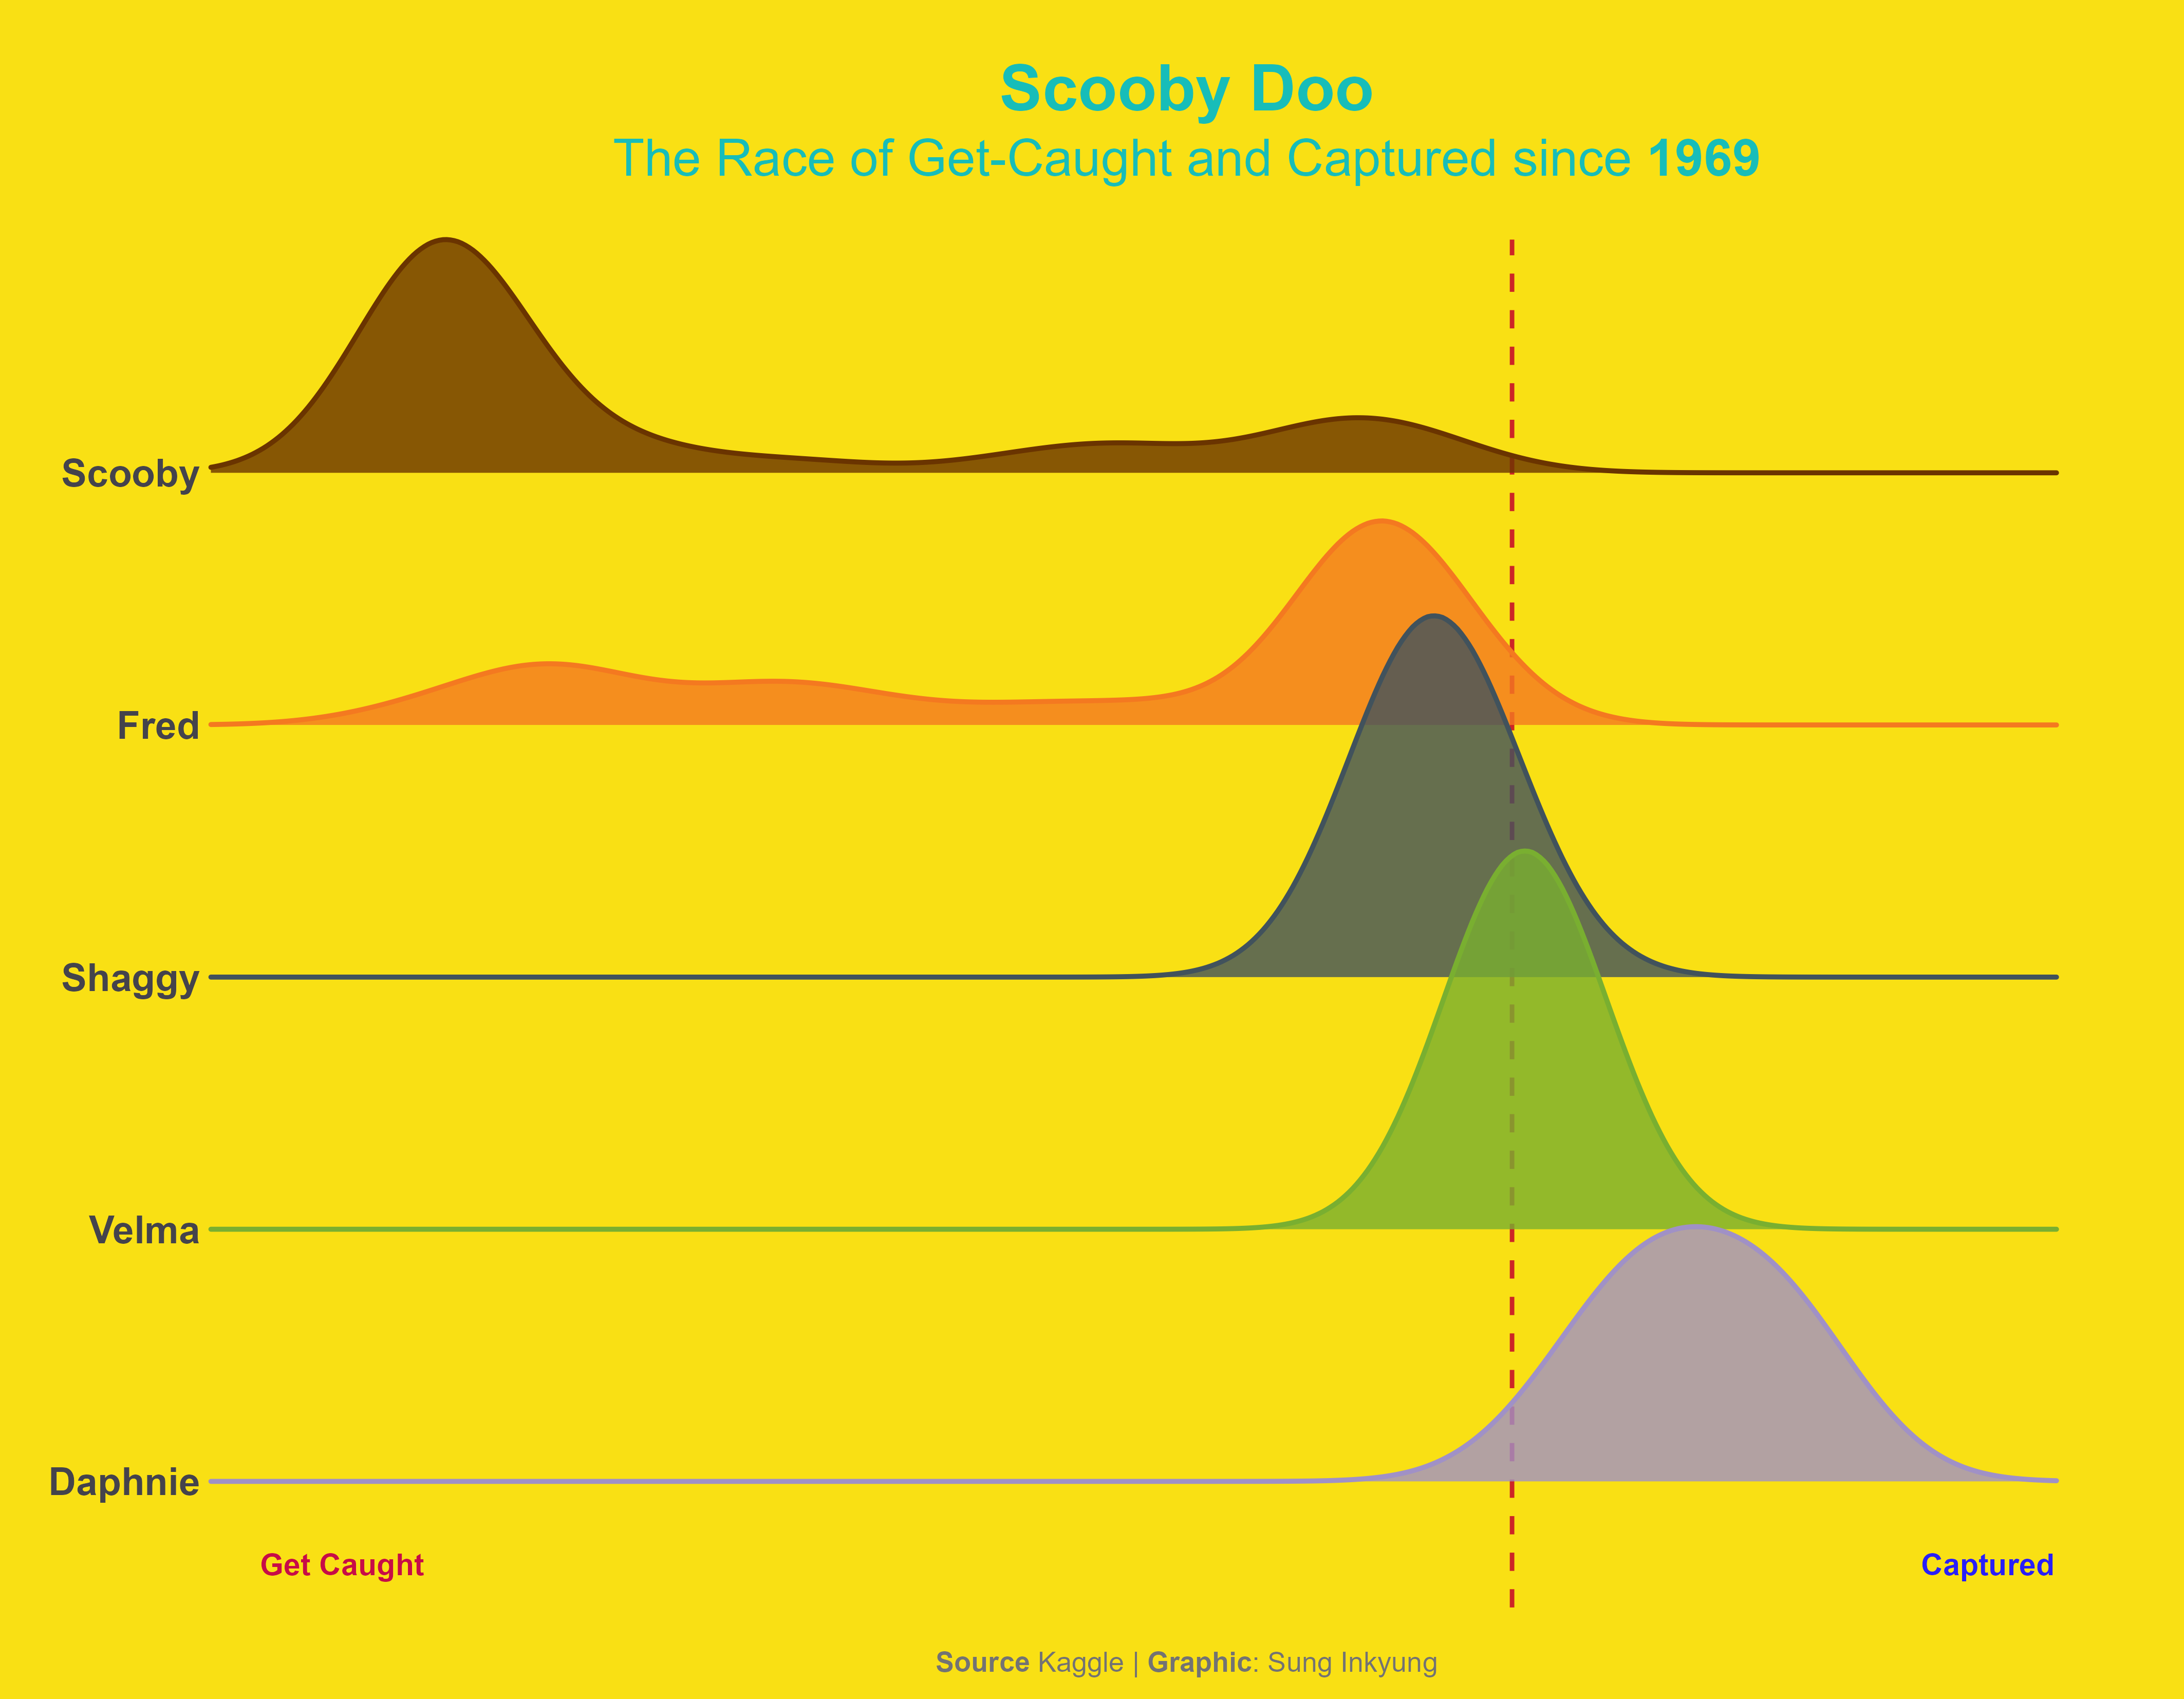 Scooby Doo
The Race of Get-Caught and Captured since 1969
Scooby
Fred
Shaggy
Velma
Daphnie
Get Caught
Captured
Source Kaggle | Graphic: Sung Inkyung